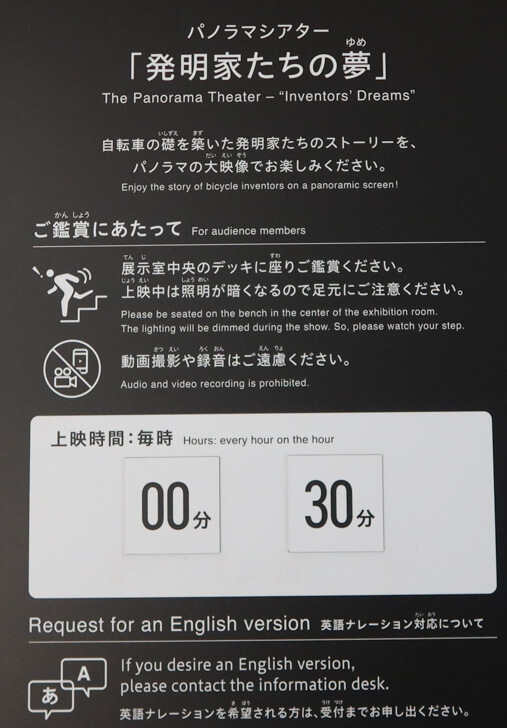 パノラマシアター
「発明家たちの夢」
The Panorama Theater – “Inventors’ Dreams”
自転車の礎を築いた発明家たちのストーリーを、
パノラマの大映像でお楽しみください。
Enjoy the story of bicycle inventors on a panoramic screen!
ご鑑賞にあたって For audience members
展示室中央のデッキに座りご鑑賞ください。
上映中は照明が暗くなるので足元にご注意ください。
Please be seated on the bench in the center of the exhibition room.
The lighting will be dimmed during the show. So, please watch your step.
動画撮影や録音はご遠慮ください。
Audio and video recording is prohibited.
上映時間：毎時 Hours: every hour on the hour
00分 30分
Request for an English version 英語ナレーション対応について
あ A
If you desire an English version,
please contact the information desk.
英語ナレーションを希望される方は、受付までお申し出ください。